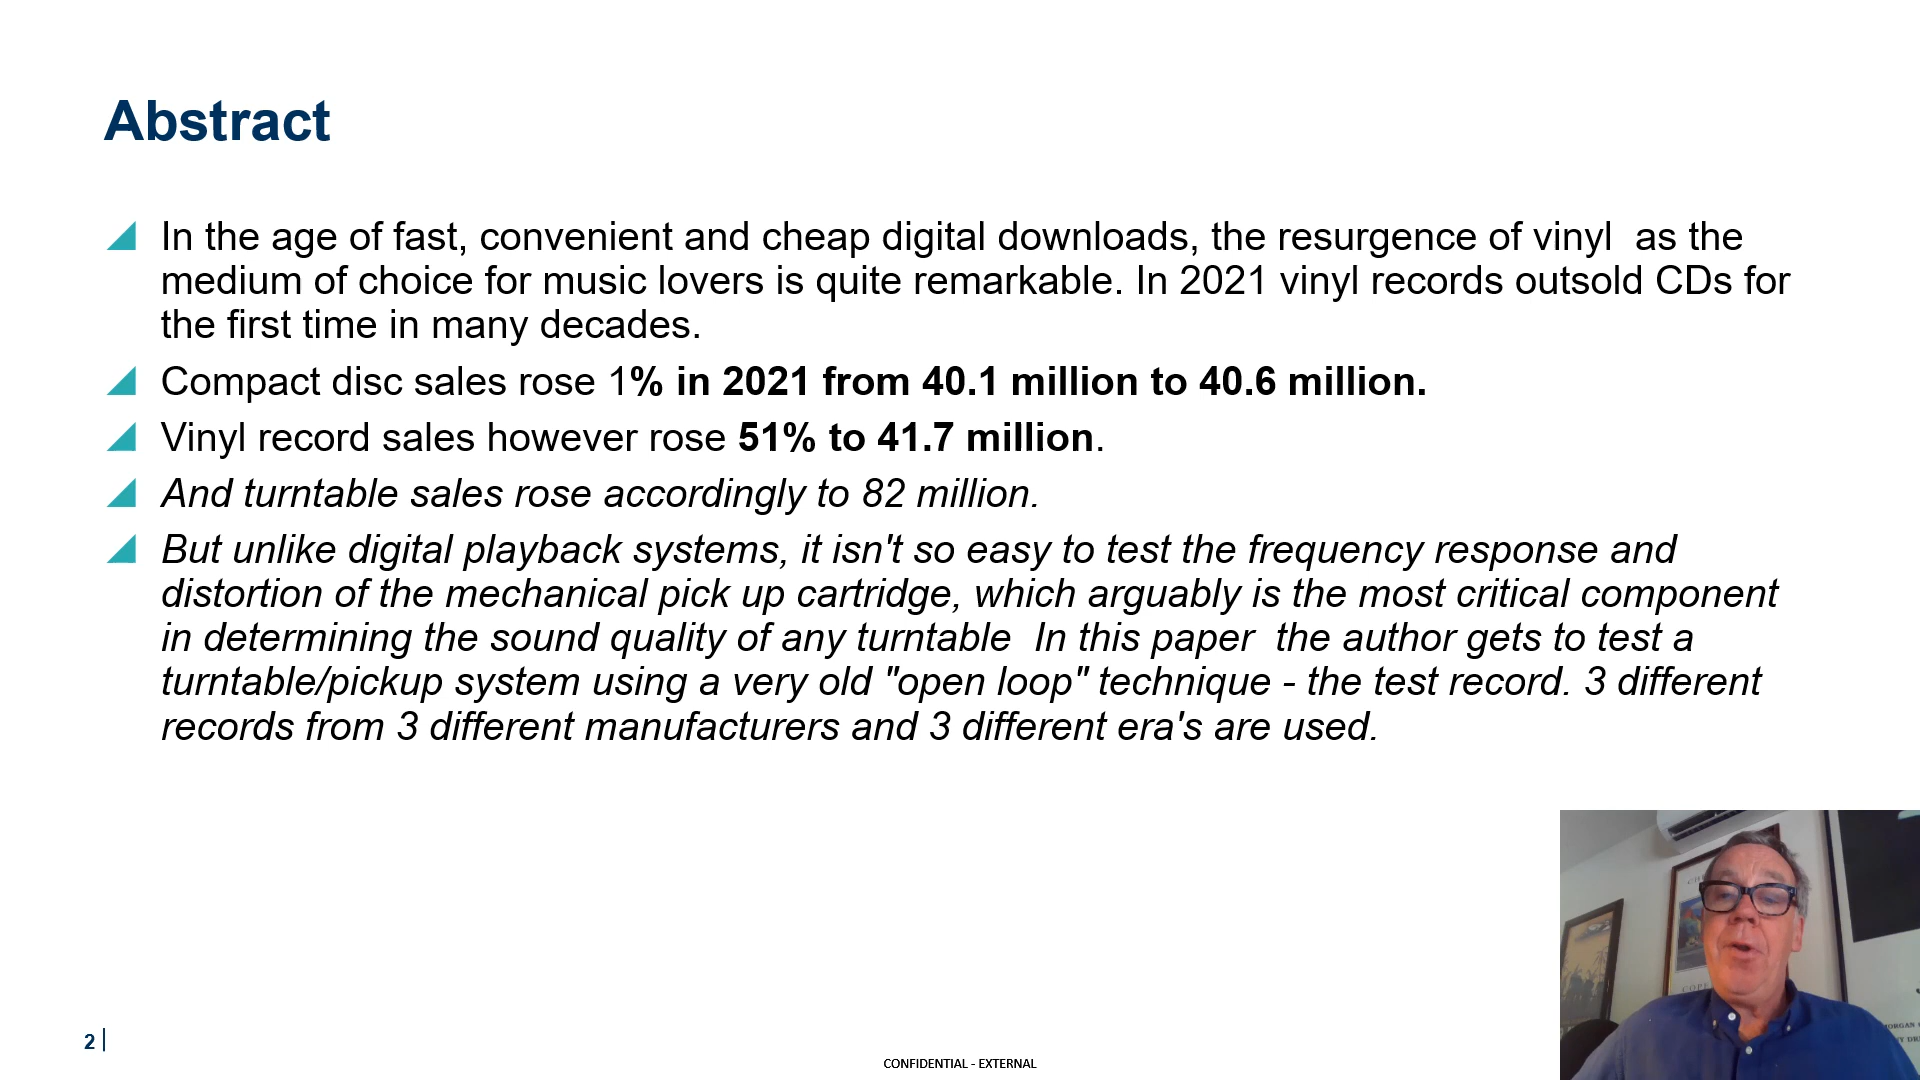 Abstract
In the age of fast, convenient and cheap digital downloads, the resurgence of vinyl  as the
medium of choice for music lovers is quite remarkable. In 2021 vinyl records outsold CDs for
the first time in many decades.
Compact disc sales rose 1% in 2021 from 40.1 million to 40.6 million.
Vinyl record sales however rose 51% to 41.7 million.
And turntable sales rose accordingly to 82 million.
But unlike digital playback systems, it isn't so easy to test the frequency response and
distortion of the mechanical pick up cartridge, which arguably is the most critical component
in determining the sound quality of any turntable  In this paper  the author gets to test a
turntable/pickup system using a very old "open loop" technique - the test record. 3 different
records from 3 different manufacturers and 3 different era's are used.
2
CONFIDENTIAL - EXTERNAL